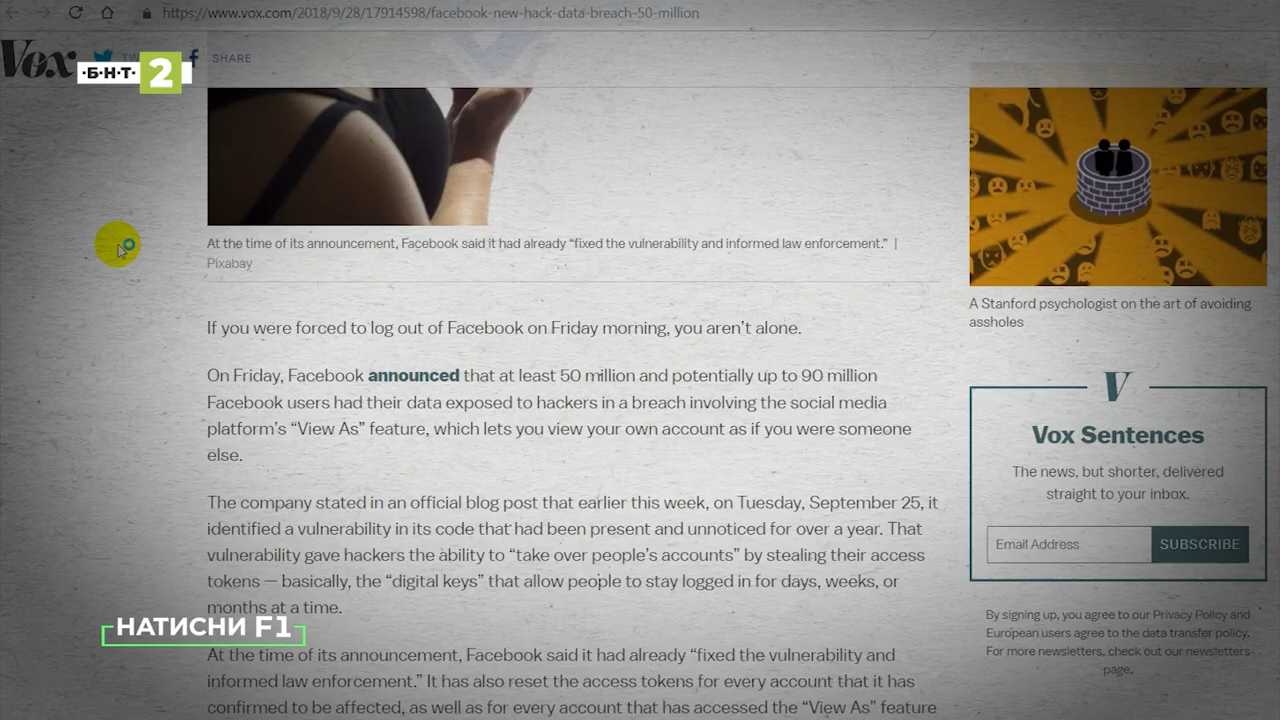 https://www.vox.com/2018/9/28/17914598/facebook-new-hack-data-breach-50-million
Vox
SHARE
·Б·Н·Т· 2
At the time of its announcement, Facebook said it had already “fixed the vulnerability and informed law enforcement.” |
Pixabay
If you were forced to log out of Facebook on Friday morning, you aren’t alone.
On Friday, Facebook announced that at least 50 million and potentially up to 90 million
Facebook users had their data exposed to hackers in a breach involving the social media
platform’s “View As” feature, which lets you view your own account as if you were someone
else.
The company stated in an official blog post that earlier this week, on Tuesday, September 25, it
identified a vulnerability in its code that had been present and unnoticed for over a year. That
vulnerability gave hackers the ability to “take over people’s accounts” by stealing their access
tokens — basically, the “digital keys” that allow people to stay logged in for days, weeks, or
months at a time.
НАТИСНИ F1
At the time of its announcement, Facebook said it had already “fixed the vulnerability and
informed law enforcement.” It has also reset the access tokens for every account that it has
confirmed to be affected, as well as for every account that has accessed the “View As” feature
A Stanford psychologist on the art of avoiding
assholes
V
Vox Sentences
The news, but shorter, delivered
straight to your inbox.
Email Address
SUBSCRIBE
By signing up, you agree to our Privacy Policy and
European users agree to the data transfer policy.
For more newsletters, check out our newsletters
page.